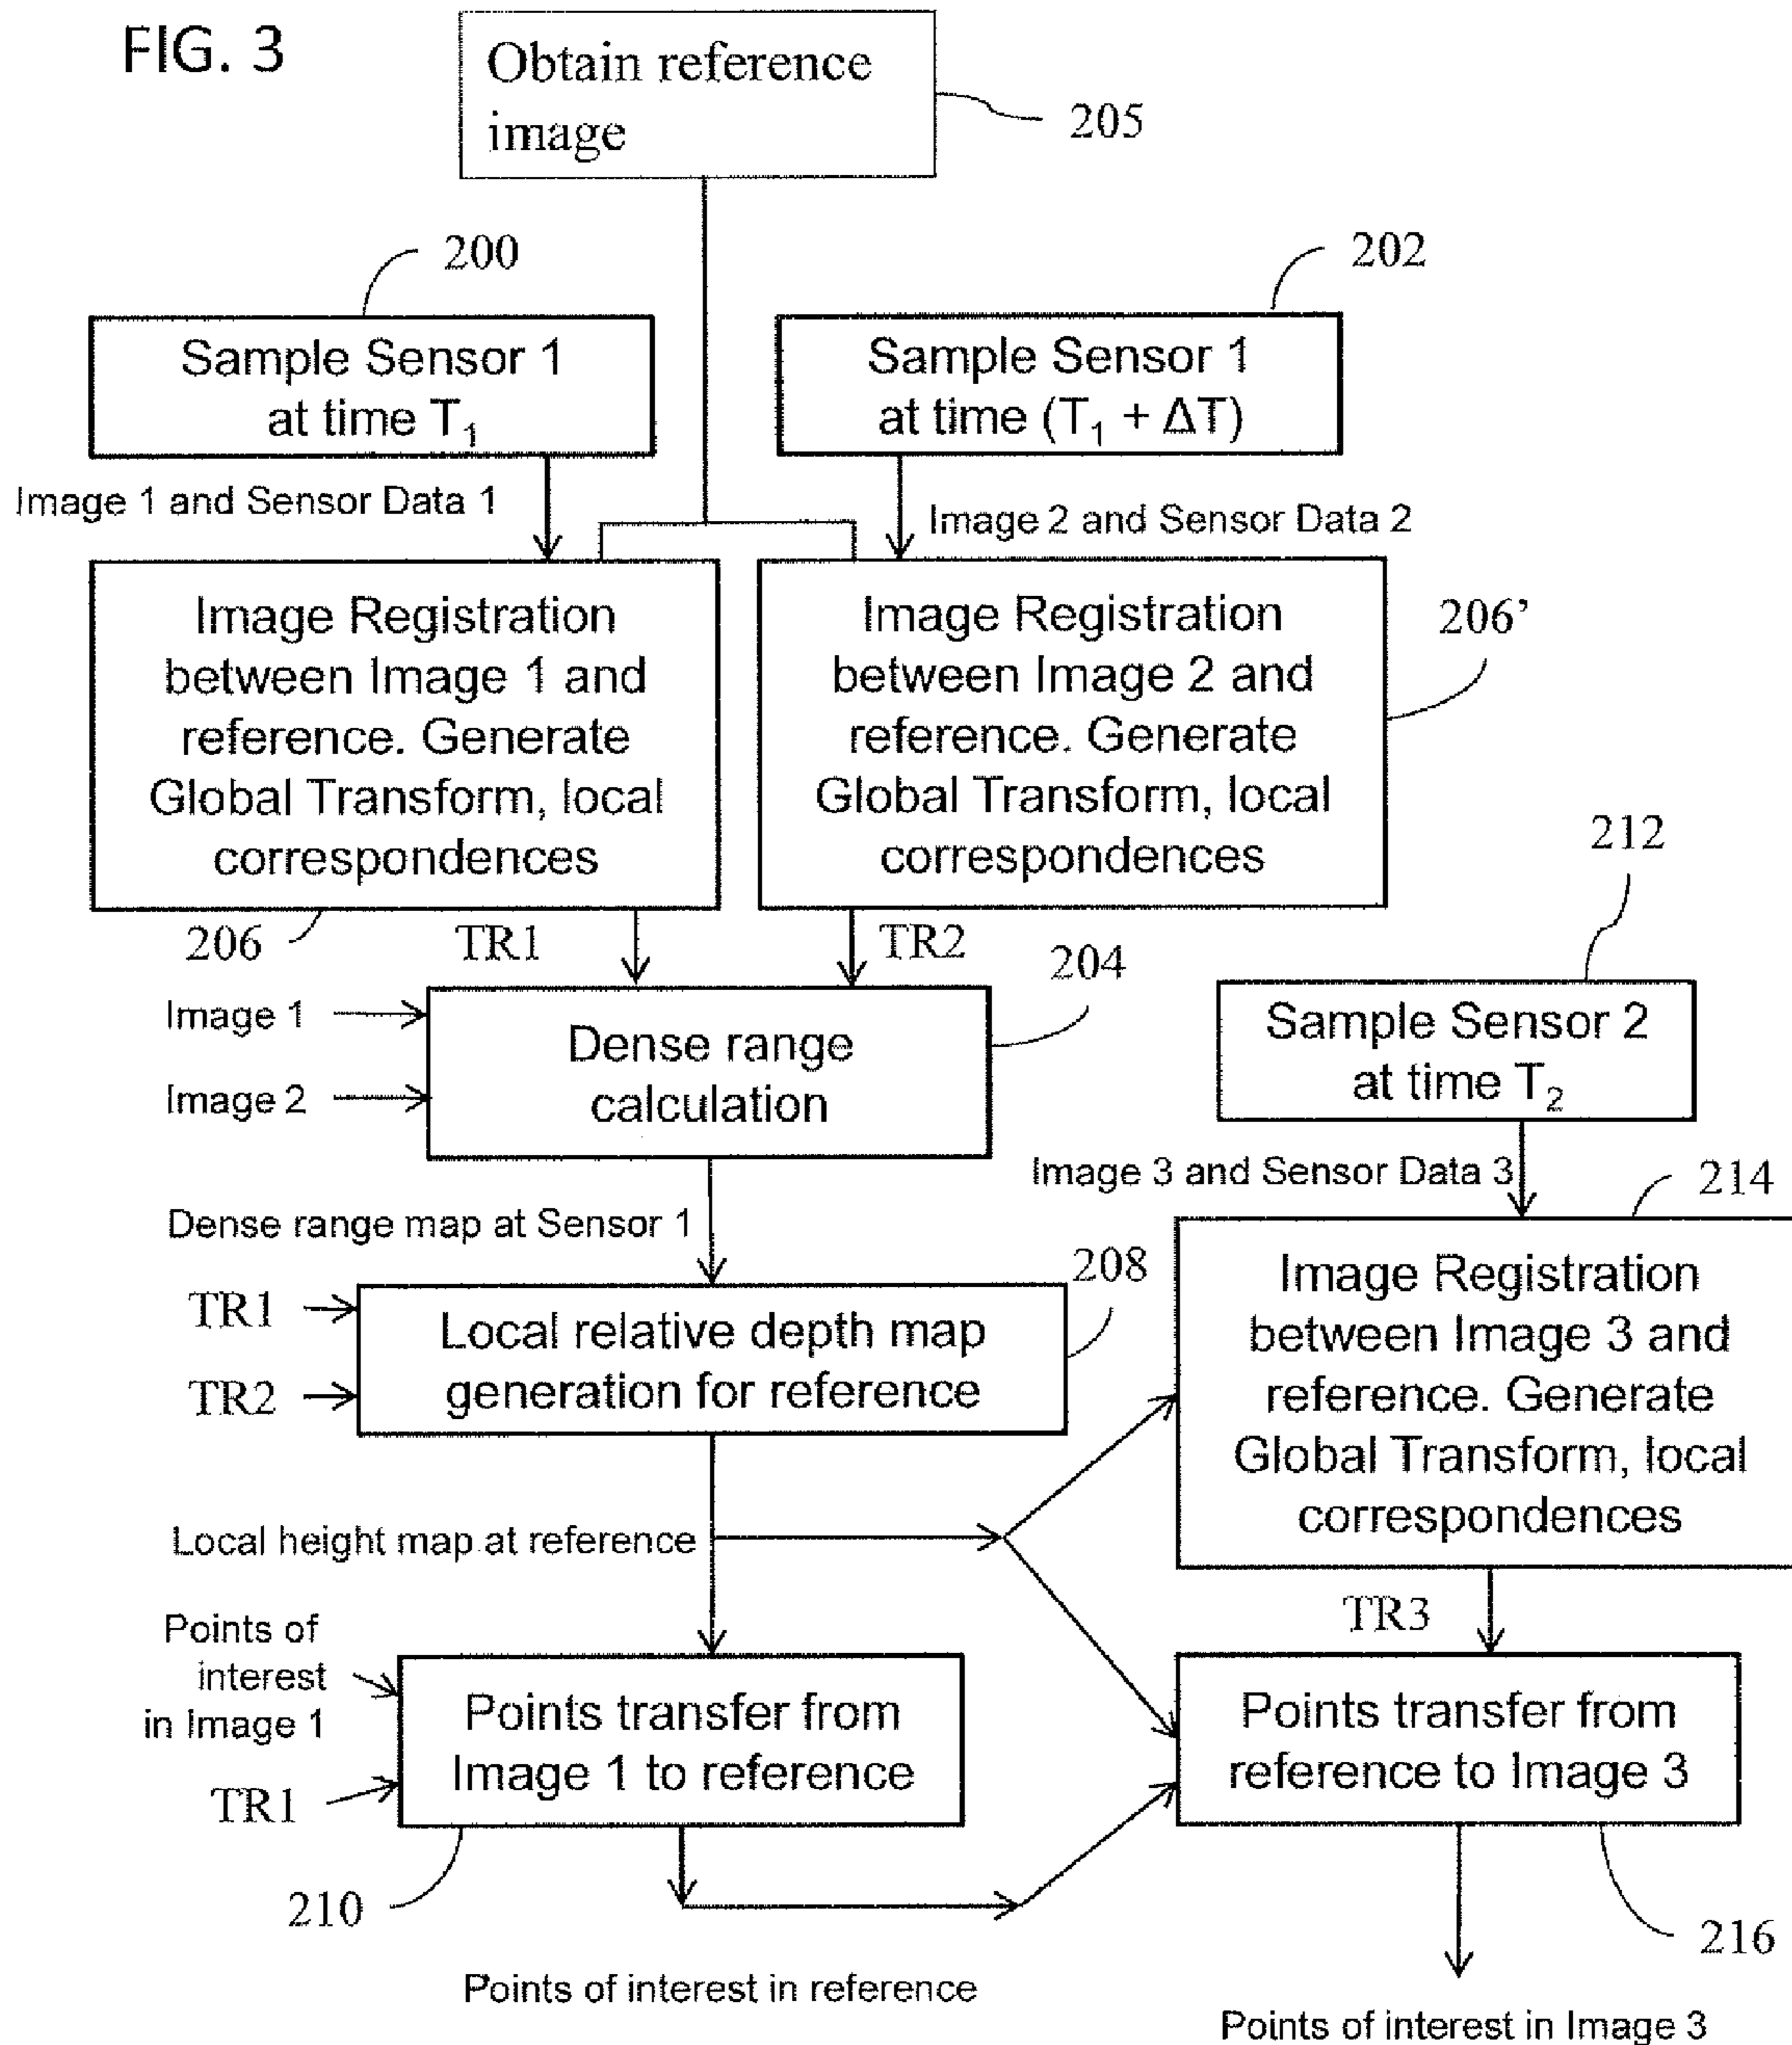 FIG. 3
Obtain reference
image
205
200
202
Sample Sensor 1
at time T₁
Sample Sensor 1
at time (T₁ + ΔT)
Image 1 and Sensor Data 1
Image 2 and Sensor Data 2
Image Registration
between Image 1 and
reference. Generate
Global Transform, local
correspondences
Image Registration
between Image 2 and
reference. Generate
Global Transform, local
correspondences
206’
212
206
TR1
TR2
204
Image 1
Image 2
Dense range
calculation
Sample Sensor 2
at time T₂
Image 3 and Sensor Data 3
214
Dense range map at Sensor 1
208
TR1
TR2
Local relative depth map
generation for reference
Image Registration
between Image 3 and
reference. Generate
Global Transform, local
correspondences
Local height map at reference
TR3
Points of
interest
in Image 1
TR1
Points transfer from
Image 1 to reference
Points transfer from
reference to Image 3
210
216
Points of interest in reference
Points of interest in Image 3